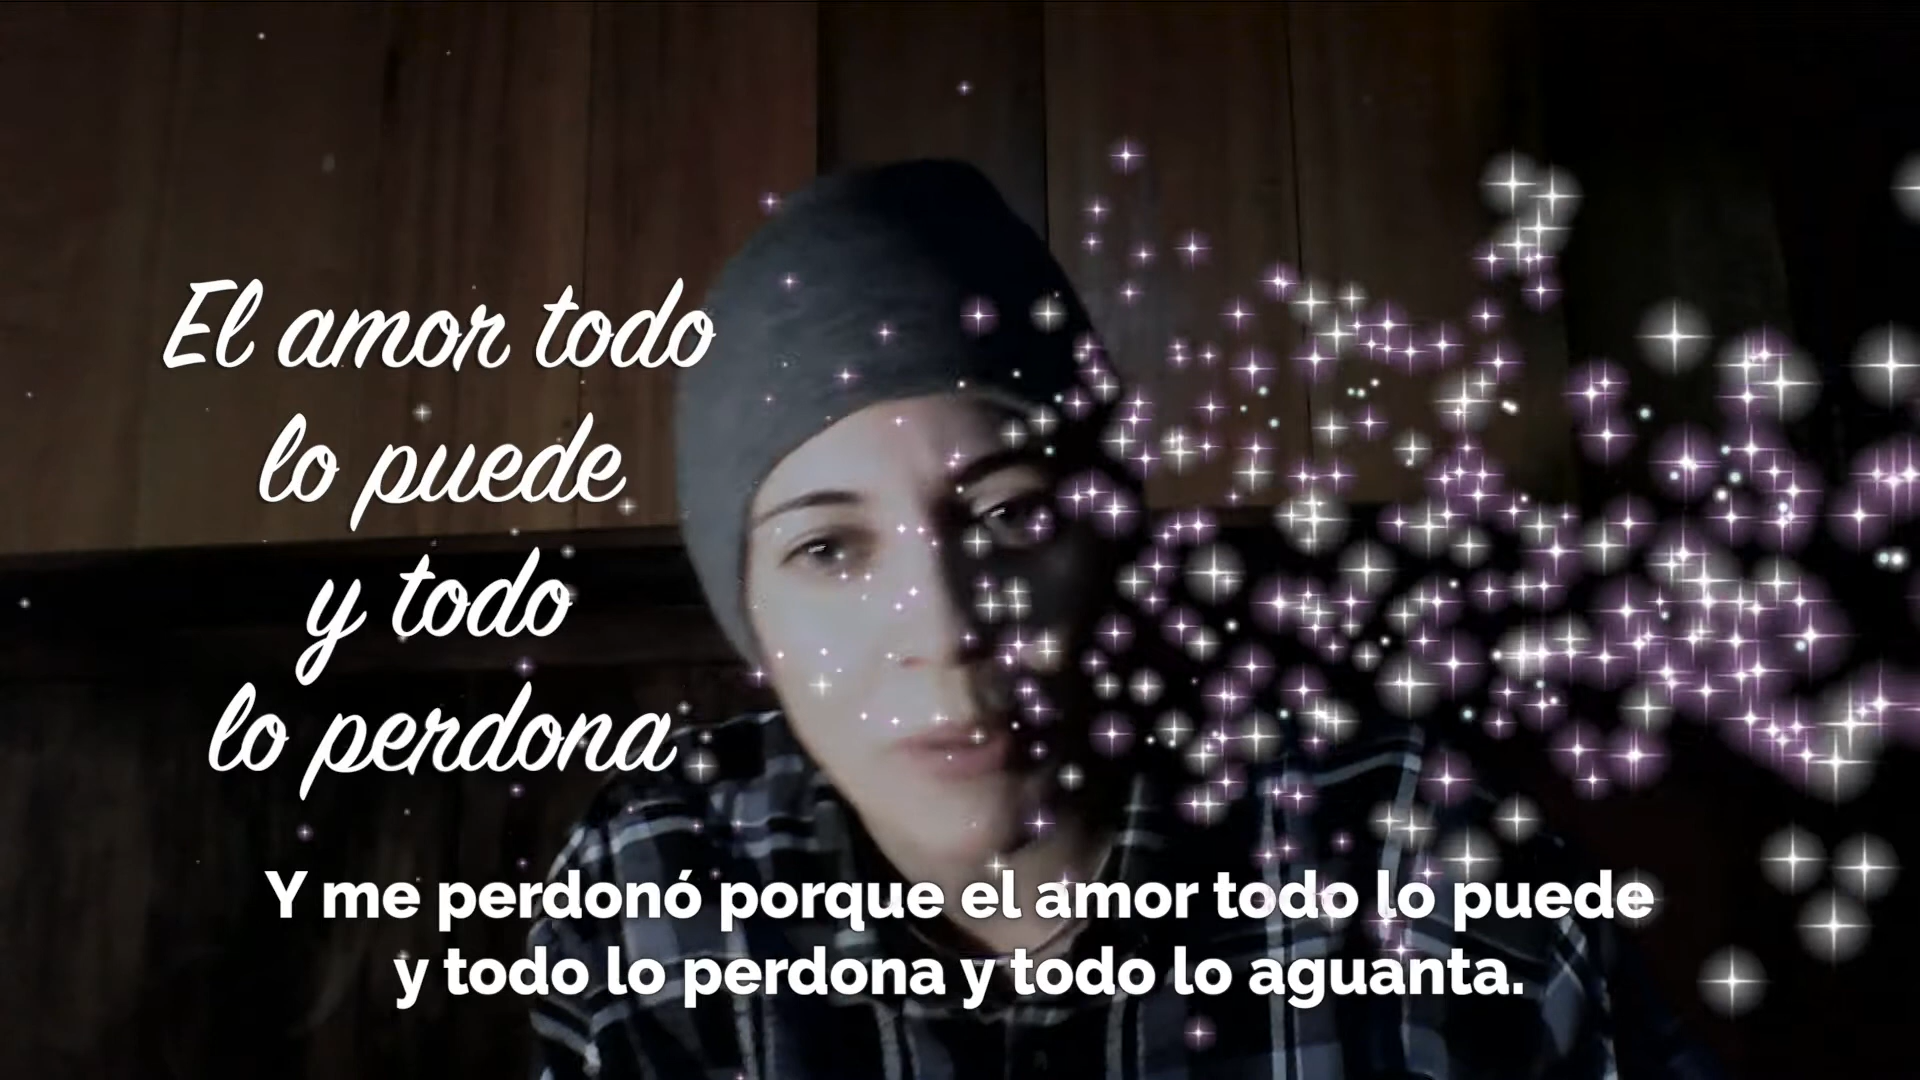 El amor todo
lo puede
y todo
lo perdona
Y me perdonó porque el amor todo lo puede
y todo lo perdona y todo lo aguanta.